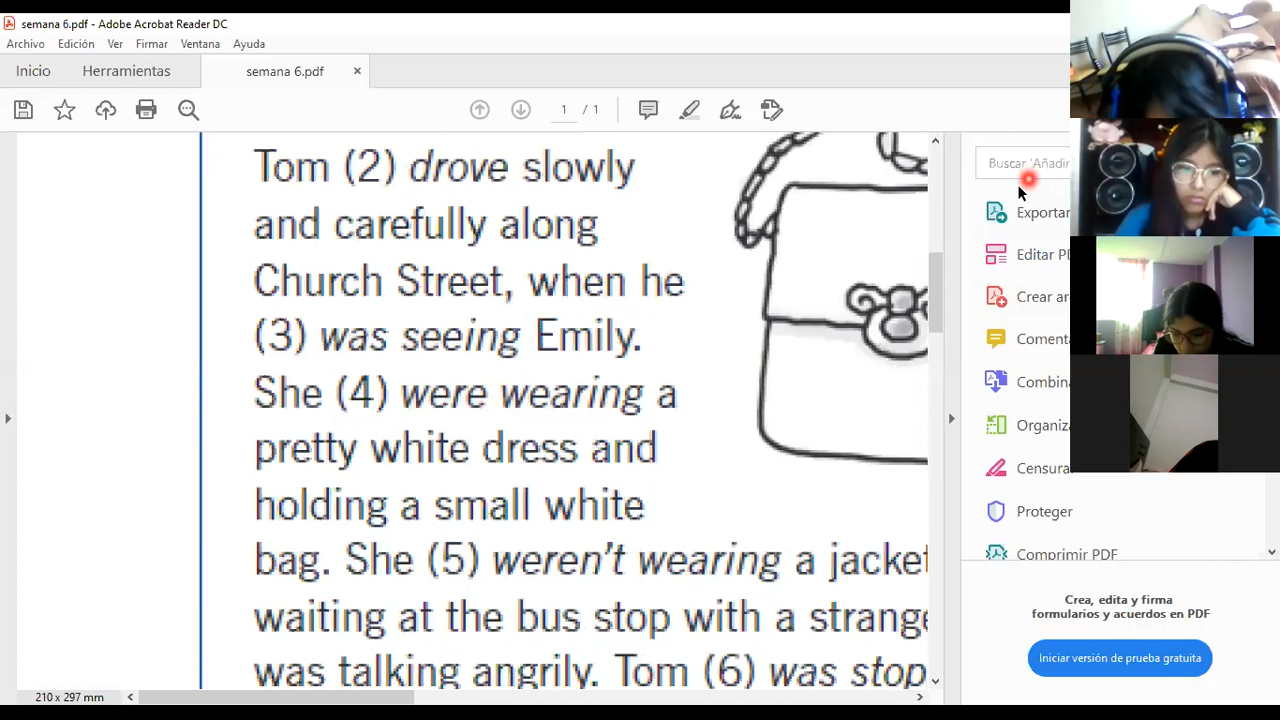 semana 6.pdf - Adobe Acrobat Reader DC
Archivo Edición Ver Firmar Ventana Ayuda
Inicio Herramientas semana 6.pdf ×
1 / 1
Tom (2) drove slowly
and carefully along
Church Street, when he
(3) was seeing Emily.
She (4) were wearing a
pretty white dress and
holding a small white
bag. She (5) weren't wearing a jacket
waiting at the bus stop with a strange
was talking angrily. Tom (6) was stop
210 x 297 mm
Buscar 'Añadir
Exportar
Editar PD
Crear ar
Comenta
Combina
Organiza
Censura
Proteger
Comprimir PDF
Crea, edita y firma
formularios y acuerdos en PDF
Iniciar versión de prueba gratuita